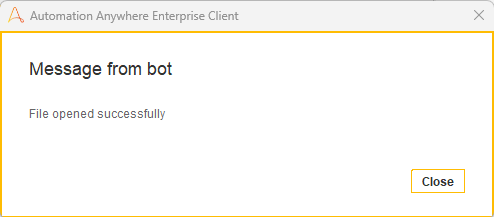 Automation Anywhere Enterprise Client
Message from bot
File opened successfully
Close